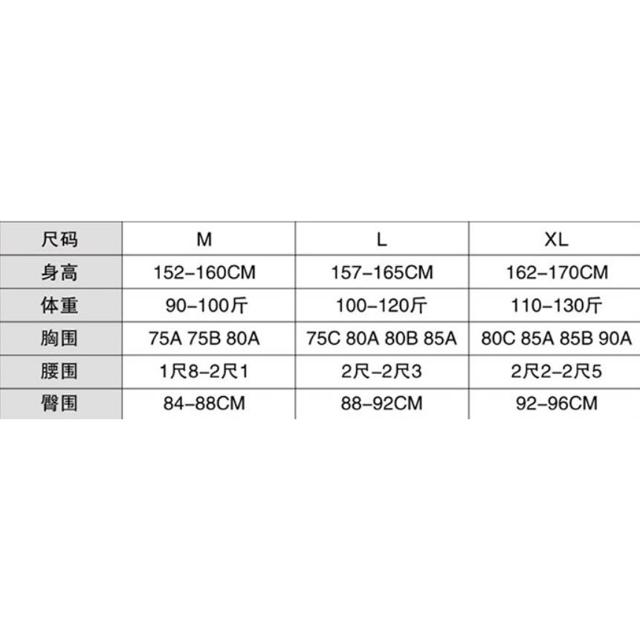 尺码 M L XL
身高 152-160CM 157-165CM 162-170CM
体重 90-100斤 100-120斤 110-130斤
胸围 75A 75B 80A 75C 80A 80B 85A 80C 85A 85B 90A
腰围 1尺8-2尺1 2尺-2尺3 2尺2-2尺5
臀围 84-88CM 88-92CM 92-96CM